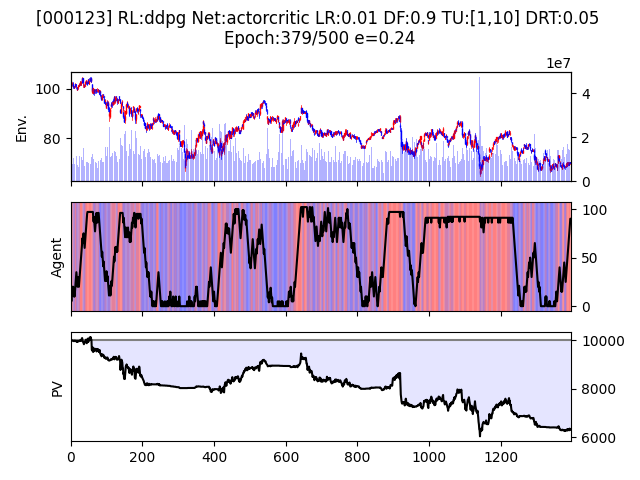 [000123] RL:ddpg Net:actorcritic LR:0.01 DF:0.9 TU:[1,10] DRT:0.05
Epoch:379/500 e=0.24
1e7
100
80
Env.
4
2
0
Agent
100
50
0
PV
10000
8000
6000
0 200 400 600 800 1000 1200